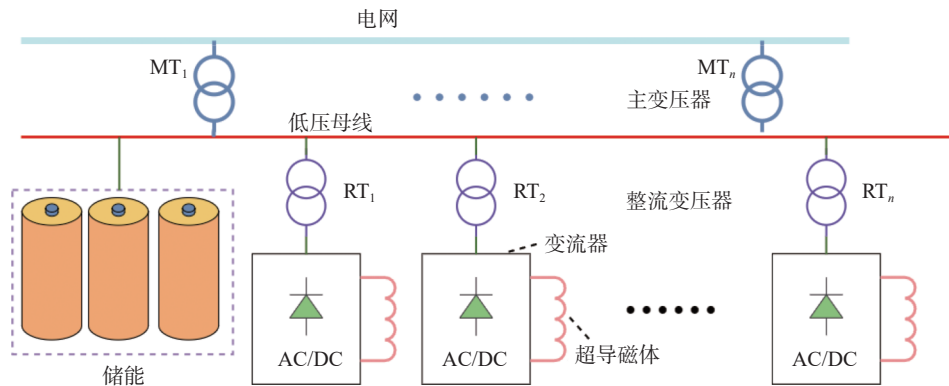 电网
MT₁
MTₙ
主变压器
低压母线
RT₁
RT₂
整流变压器
RTₙ
变流器
AC/DC
AC/DC
AC/DC
超导磁体
储能